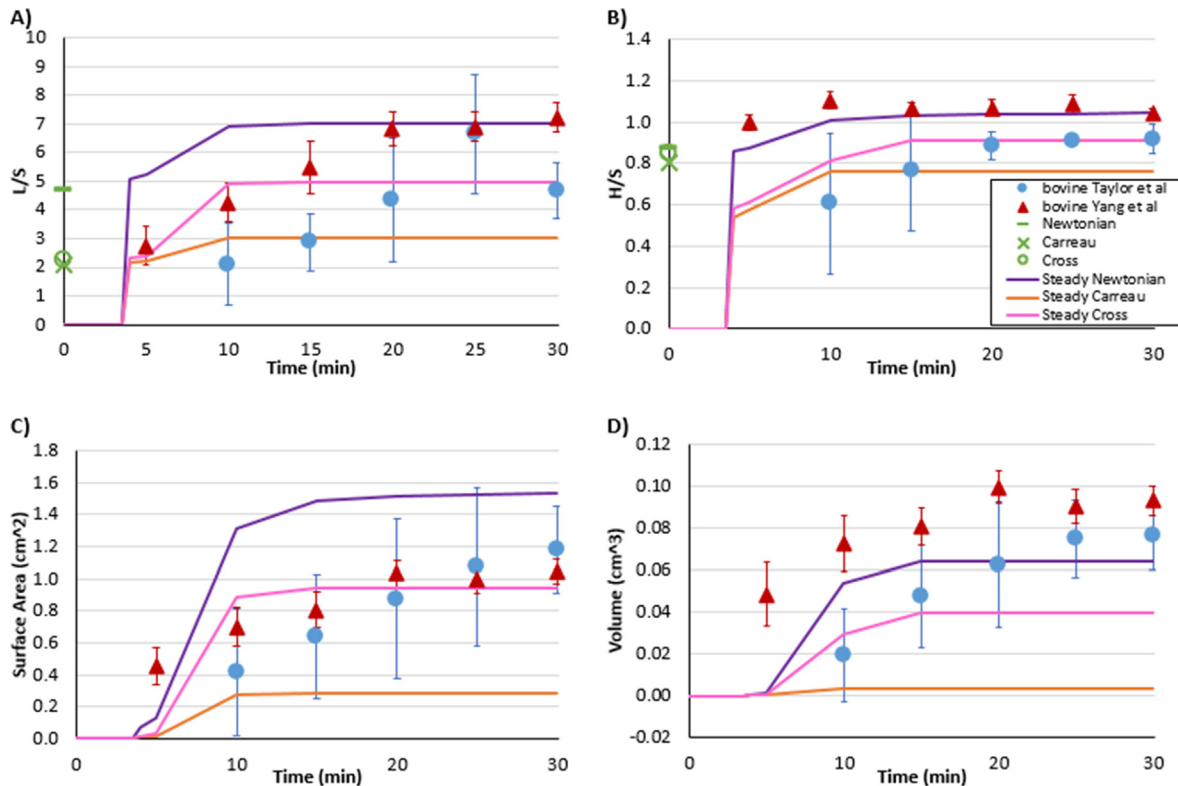 A)
10
9
8
7
6
5
4
3
2
1
0
L/S
0 5 10 15 20 25 30
Time (min)
B)
1.4
1.2
1.0
0.8
0.6
0.4
0.2
0.0
H/S
0 10 20 30
Time (min)
bovine Taylor et al
bovine Yang et al
Newtonian
Carreau
Cross
Steady Newtonian
Steady Carreau
Steady Cross
C)
1.8
1.6
1.4
1.2
1.0
0.8
0.6
0.4
0.2
0.0
Surface Area (cm^2)
0 10 20 30
Time (min)
D)
0.12
0.10
0.08
0.06
0.04
0.02
0.00
-0.02
Volume (cm^3)
0 10 20 30
Time (min)